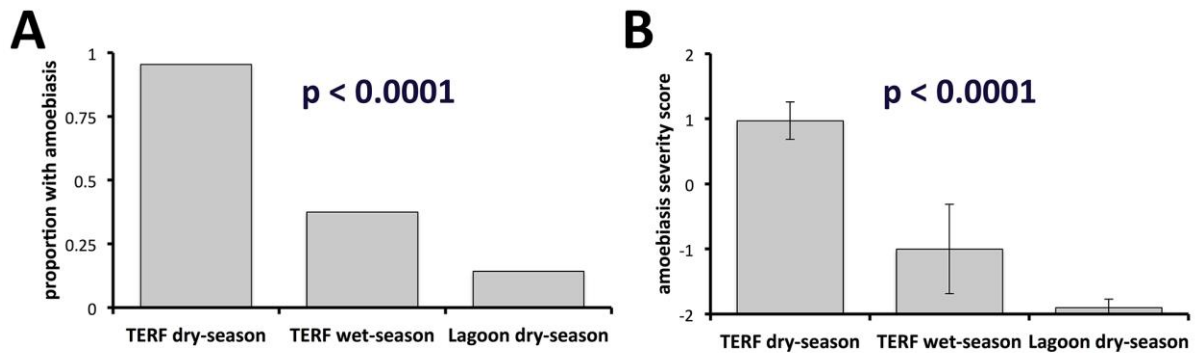 A
proportion with amoebiasis
1
0.75
0.5
0.25
0
p < 0.0001
TERF dry-season TERF wet-season Lagoon dry-season
B
amoebiasis severity score
2
1
0
-1
-2
p < 0.0001
TERF dry-season TERF wet-season Lagoon dry-season